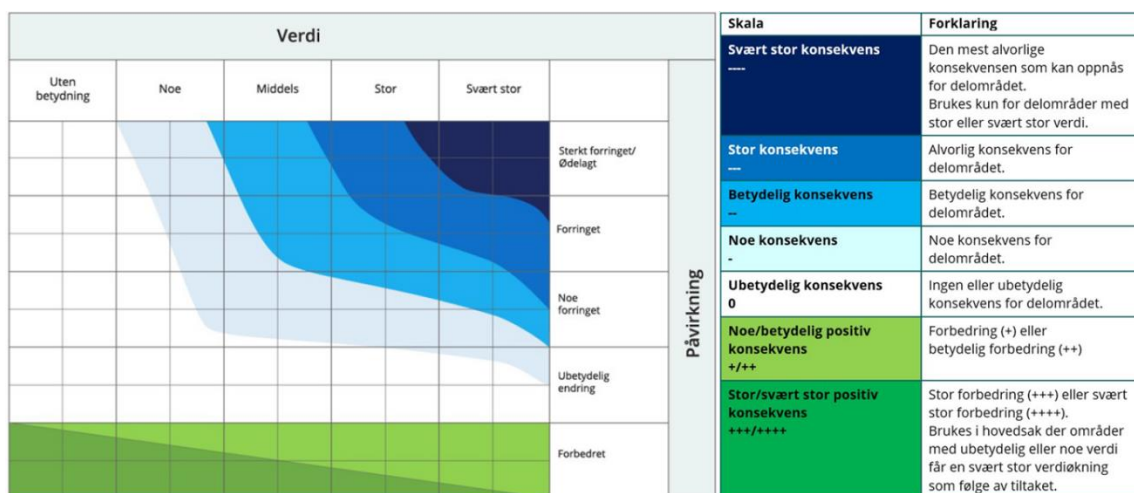 Verdi
Uten
betydning
Noe
Middels
Stor
Svært stor
Sterkt forringet/
Ødelagt
Forringet
Noe
forringet
Ubetydelig
endring
Forbedret
Påvirkning
Skala
Forklaring
Svært stor konsekvens
----
Den mest alvorlige
konsekvensen som kan oppnås
for delområdet.
Brukes kun for delområder med
stor eller svært stor verdi.
Stor konsekvens
---
Alvorlig konsekvens for
delområdet.
Betydelig konsekvens
--
Betydelig konsekvens for
delområdet.
Noe konsekvens
-
Noe konsekvens for
delområdet.
Ubetydelig konsekvens
0
Ingen eller ubetydelig
konsekvens for delområdet.
Noe/betydelig positiv
konsekvens
+/++
Forbedring (+) eller
betydelig forbedring (++)
Stor/svært stor positiv
konsekvens
+++/++++
Stor forbedring (+++) eller svært
stor forbedring (++++).
Brukes i hovedsak der områder
med ubetydelig eller noe verdi
får en svært stor verdiøkning
som følge av tiltaket.